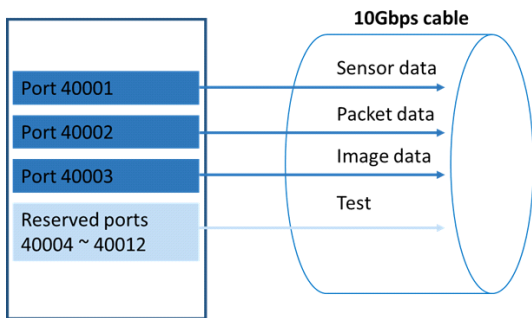 10Gbps cable
Port 40001
Sensor data
Port 40002
Packet data
Port 40003
Image data
Reserved ports
40004 ~ 40012
Test